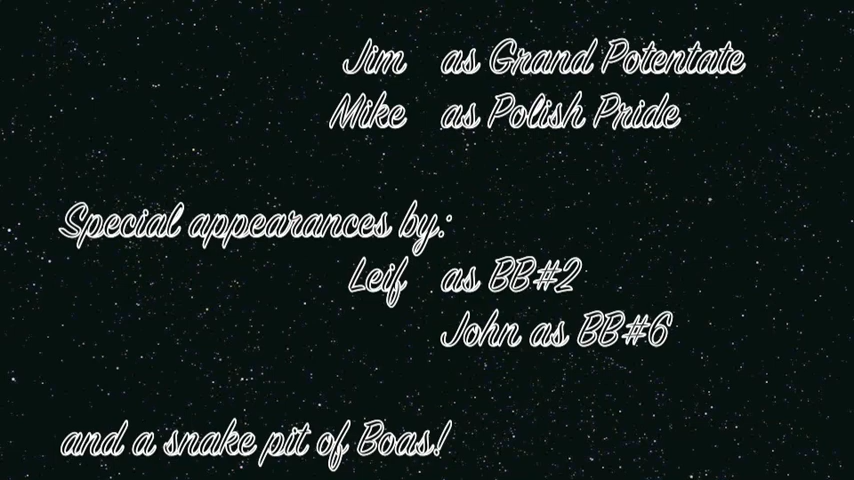 Jim as Grand Potentate
Mike as Polish Pride
Special appearances by:
Leif as BB#2
John as BB#6
and a snake pit of Boas!